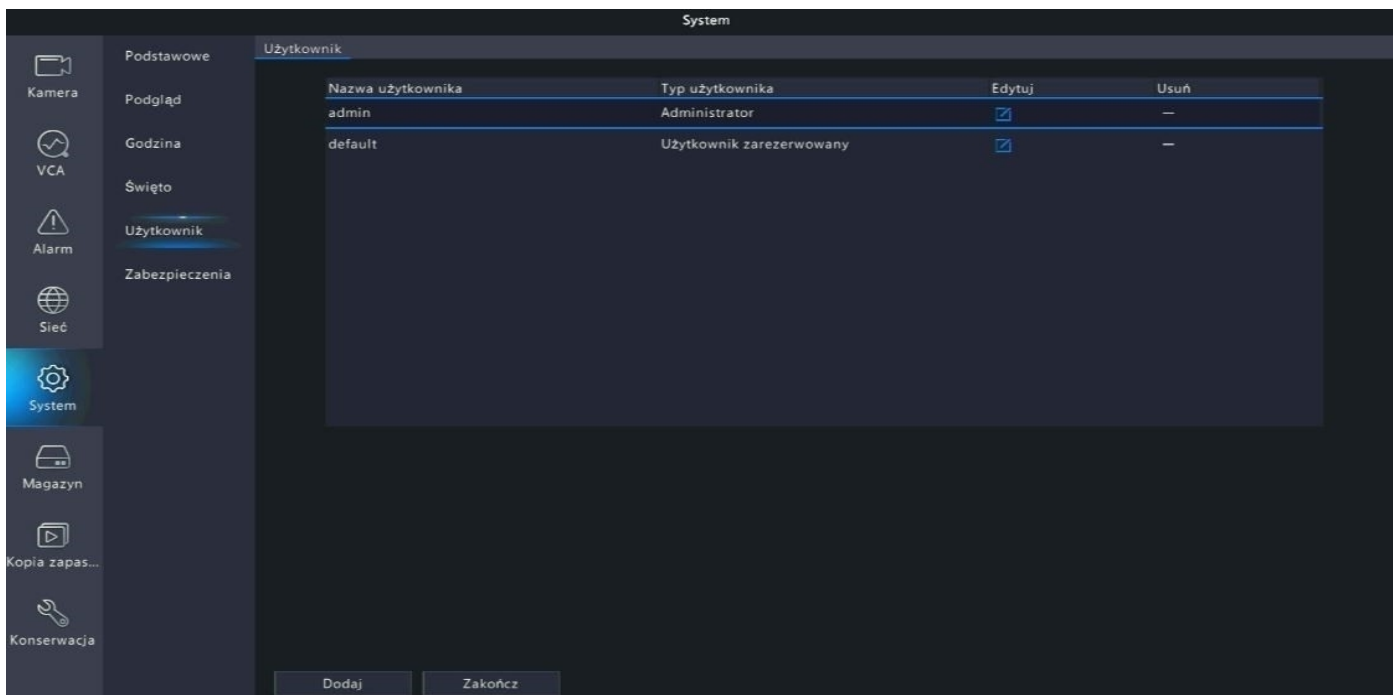 System
Kamera
VCA
Alarm
Sieć
System
Magazyn
Kopia zapas...
Konserwacja
Podstawowe
Podgląd
Godzina
Święto
Użytkownik
Zabezpieczenia
Użytkownik
Nazwa użytkownika Typ użytkownika Edytuj Usuń
admin Administrator —
default Użytkownik zarezerwowany —
Dodaj Zakończ